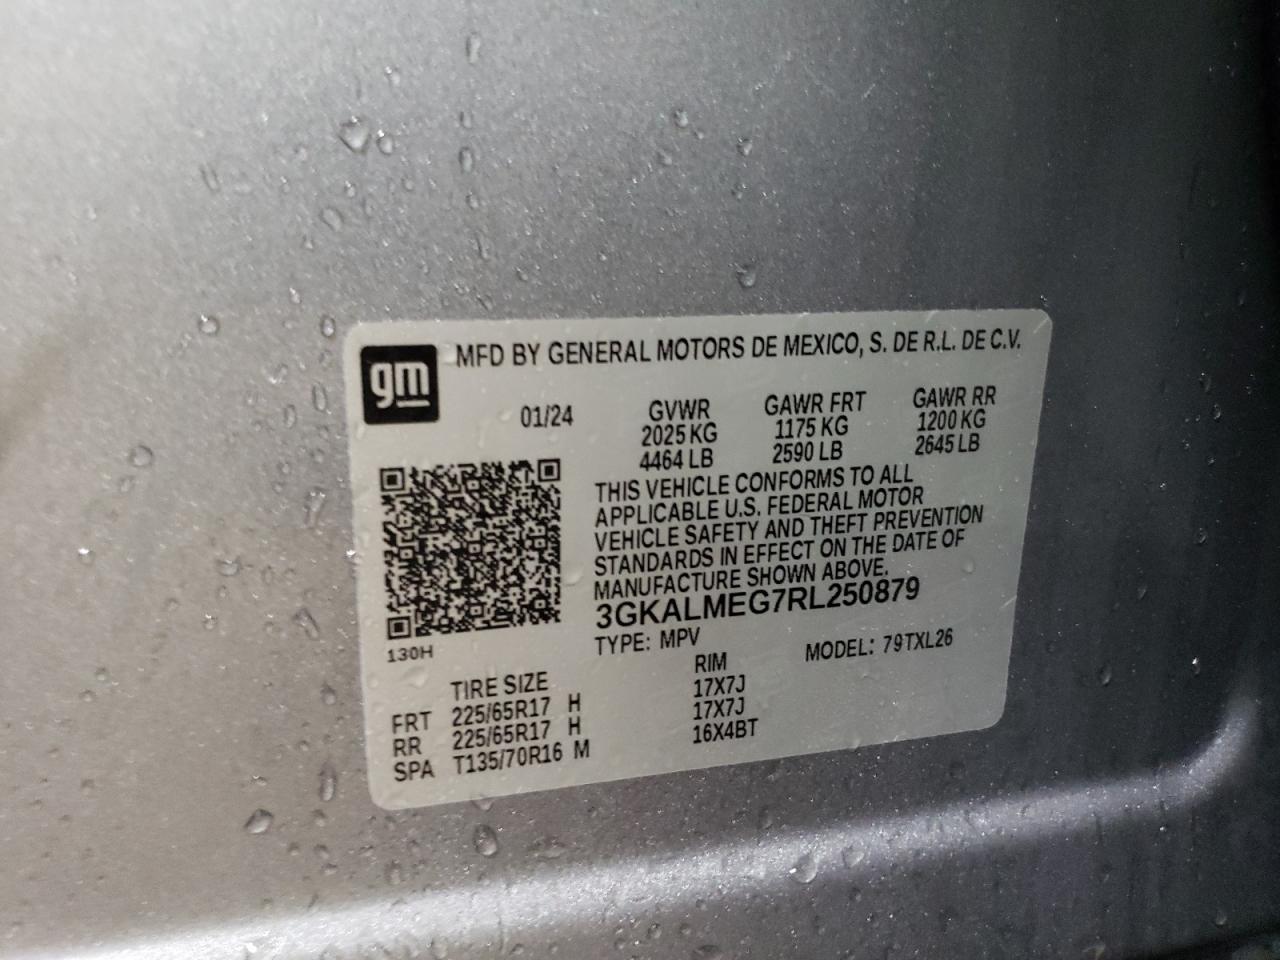 gm
MFD BY GENERAL MOTORS DE MEXICO, S. DE R.L. DE C.V.
01/24 GVWR GAWR FRT GAWR RR
2025 KG 1175 KG 1200 KG
4464 LB 2590 LB 2645 LB
THIS VEHICLE CONFORMS TO ALL
APPLICABLE U.S. FEDERAL MOTOR
VEHICLE SAFETY AND THEFT PREVENTION
STANDARDS IN EFFECT ON THE DATE OF
MANUFACTURE SHOWN ABOVE.
3GKALMEG7RL250879
130H TYPE: MPV MODEL: 79TXL26
TIRE SIZE RIM
FRT 225/65R17 H 17X7J
RR 225/65R17 H 17X7J
SPA T135/70R16 M 16X4BT